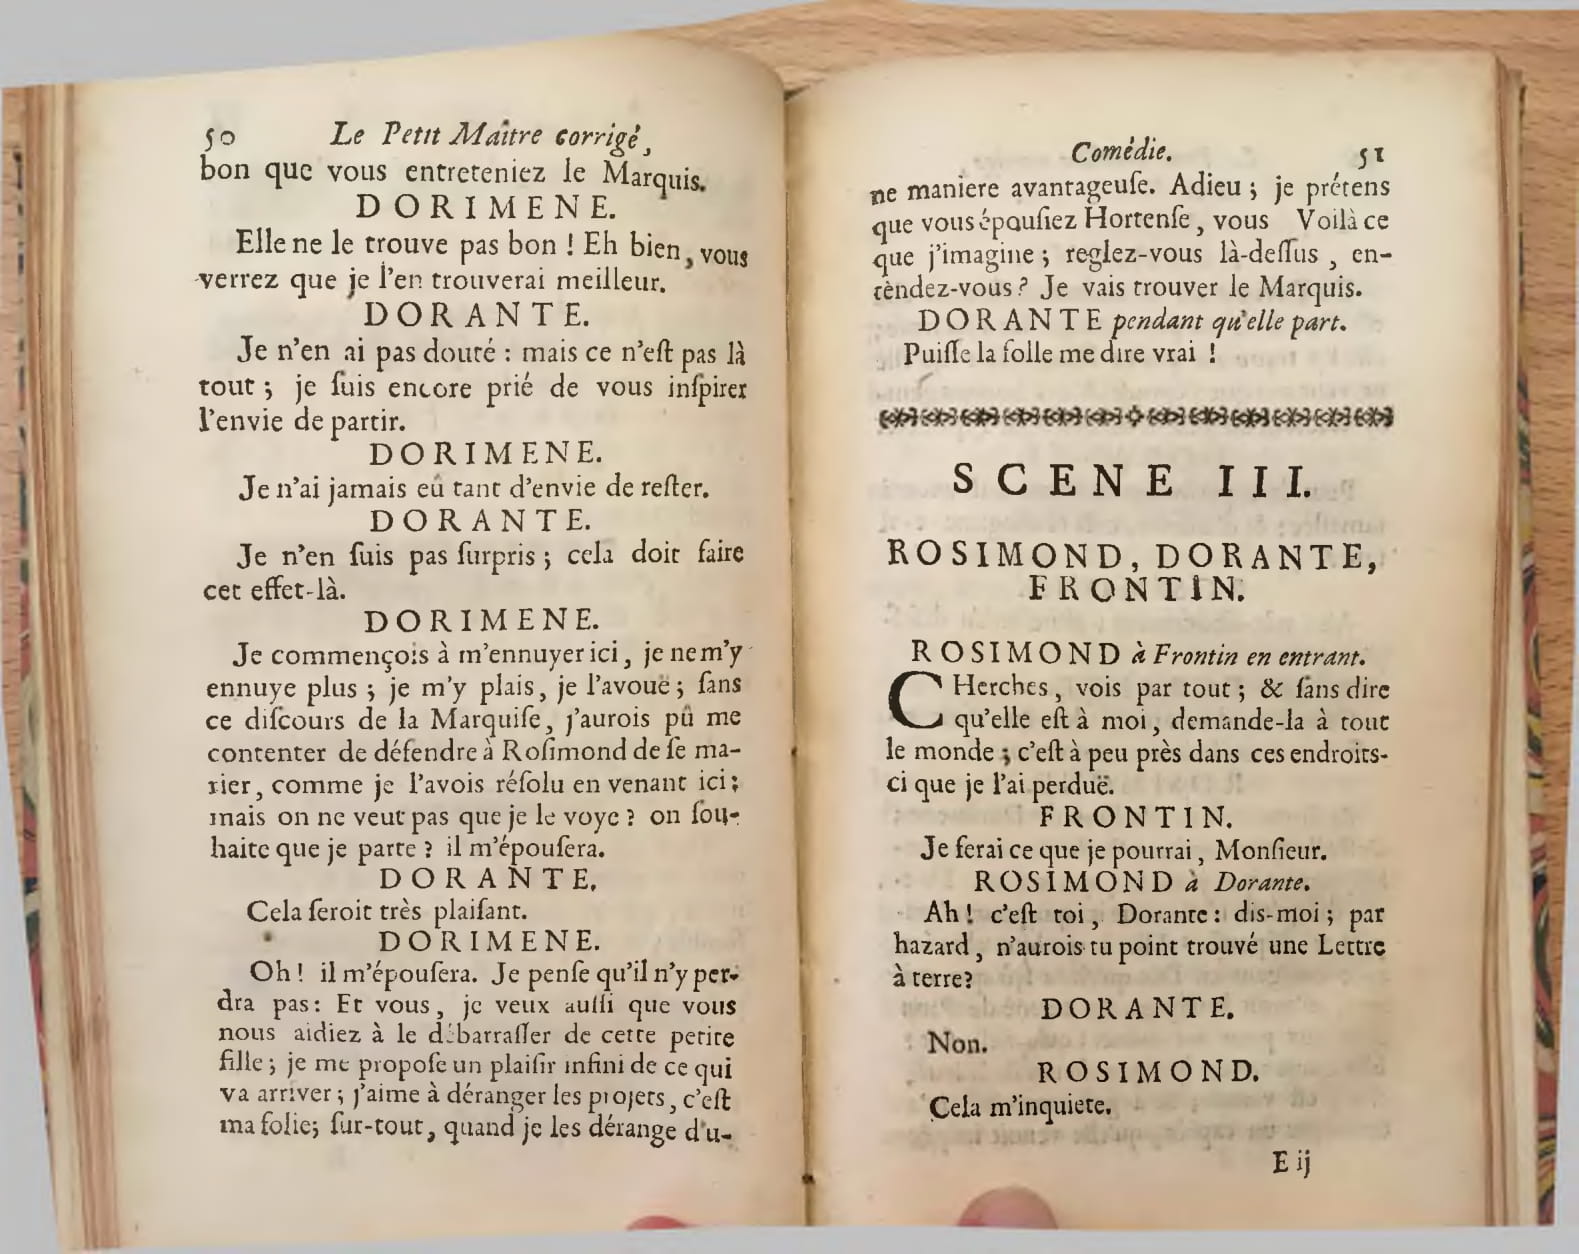 50 Le Petit Maître corrigé,
bon que vous entreteniez le Marquis.
DORIMENE.
Elle ne le trouve pas bon ! Eh bien, vous
verrez que je l'en trouverai meilleur.
DORANTE.
Je n'en ai pas douté : mais ce n'eſt pas là
tout ; je ſuis encore prié de vous inſpirer
l'envie de partir.
DORIMENE.
Je n'ai jamais eû tant d'envie de reſter.
DORANTE.
Je n'en ſuis pas ſurpris ; cela doit faire
cet effet-là.
DORIMENE.
Je commençois à m'ennuyer ici, je ne m'y
ennuye plus ; je m'y plais, je l'avouë ; ſans
ce diſcours de la Marquiſe, j'aurois pû me
contenter de défendre à Roſimond de ſe ma-
rier, comme je l'avois réſolu en venant ici ;
mais on ne veut pas que je le voye ? on ſou-
haite que je parte ? il m'épouſera.
DORANTE.
Cela ſeroit très plaiſant.
DORIMENE.
Oh ! il m'épouſera. Je penſe qu'il n'y per-
dra pas : Et vous, je veux auſſi que vous
nous aidiez à le débarraſſer de cette petite
fille ; je me propoſe un plaiſir infini de ce qui
va arriver ; j'aime à déranger les projets, c'eſt
ma folie; ſur-tout, quand je les dérange d'u-
Comédie. 51
ne maniere avantageuſe. Adieu ; je prétens
que vous épouſiez Hortenſe, vous Voilà ce
que j'imagine ; reglez-vous là-deſſus , en-
tèndez-vous ? Je vais trouver le Marquis.
DORANTE pendant qu'elle part.
Puiſſe la folle me dire vrai !
SCENE III.
ROSIMOND, DORANTE,
FRONTIN.
ROSIMOND à Frontin en entrant.
CHerches, vois par tout ; & ſans dire
qu'elle eſt à moi, demande-la à tout
le monde ; c'eſt à peu près dans ces endroits-
ci que je l'ai perduë.
FRONTIN.
Je ferai ce que je pourrai, Monſieur.
ROSIMOND à Dorante.
Ah ! c'eſt toi, Dorante : dis-moi ; par
hazard, n'aurois-tu point trouvé une Lettre
à terre?
DORANTE.
Non.
ROSIMOND.
Cela m'inquiete.
E ij